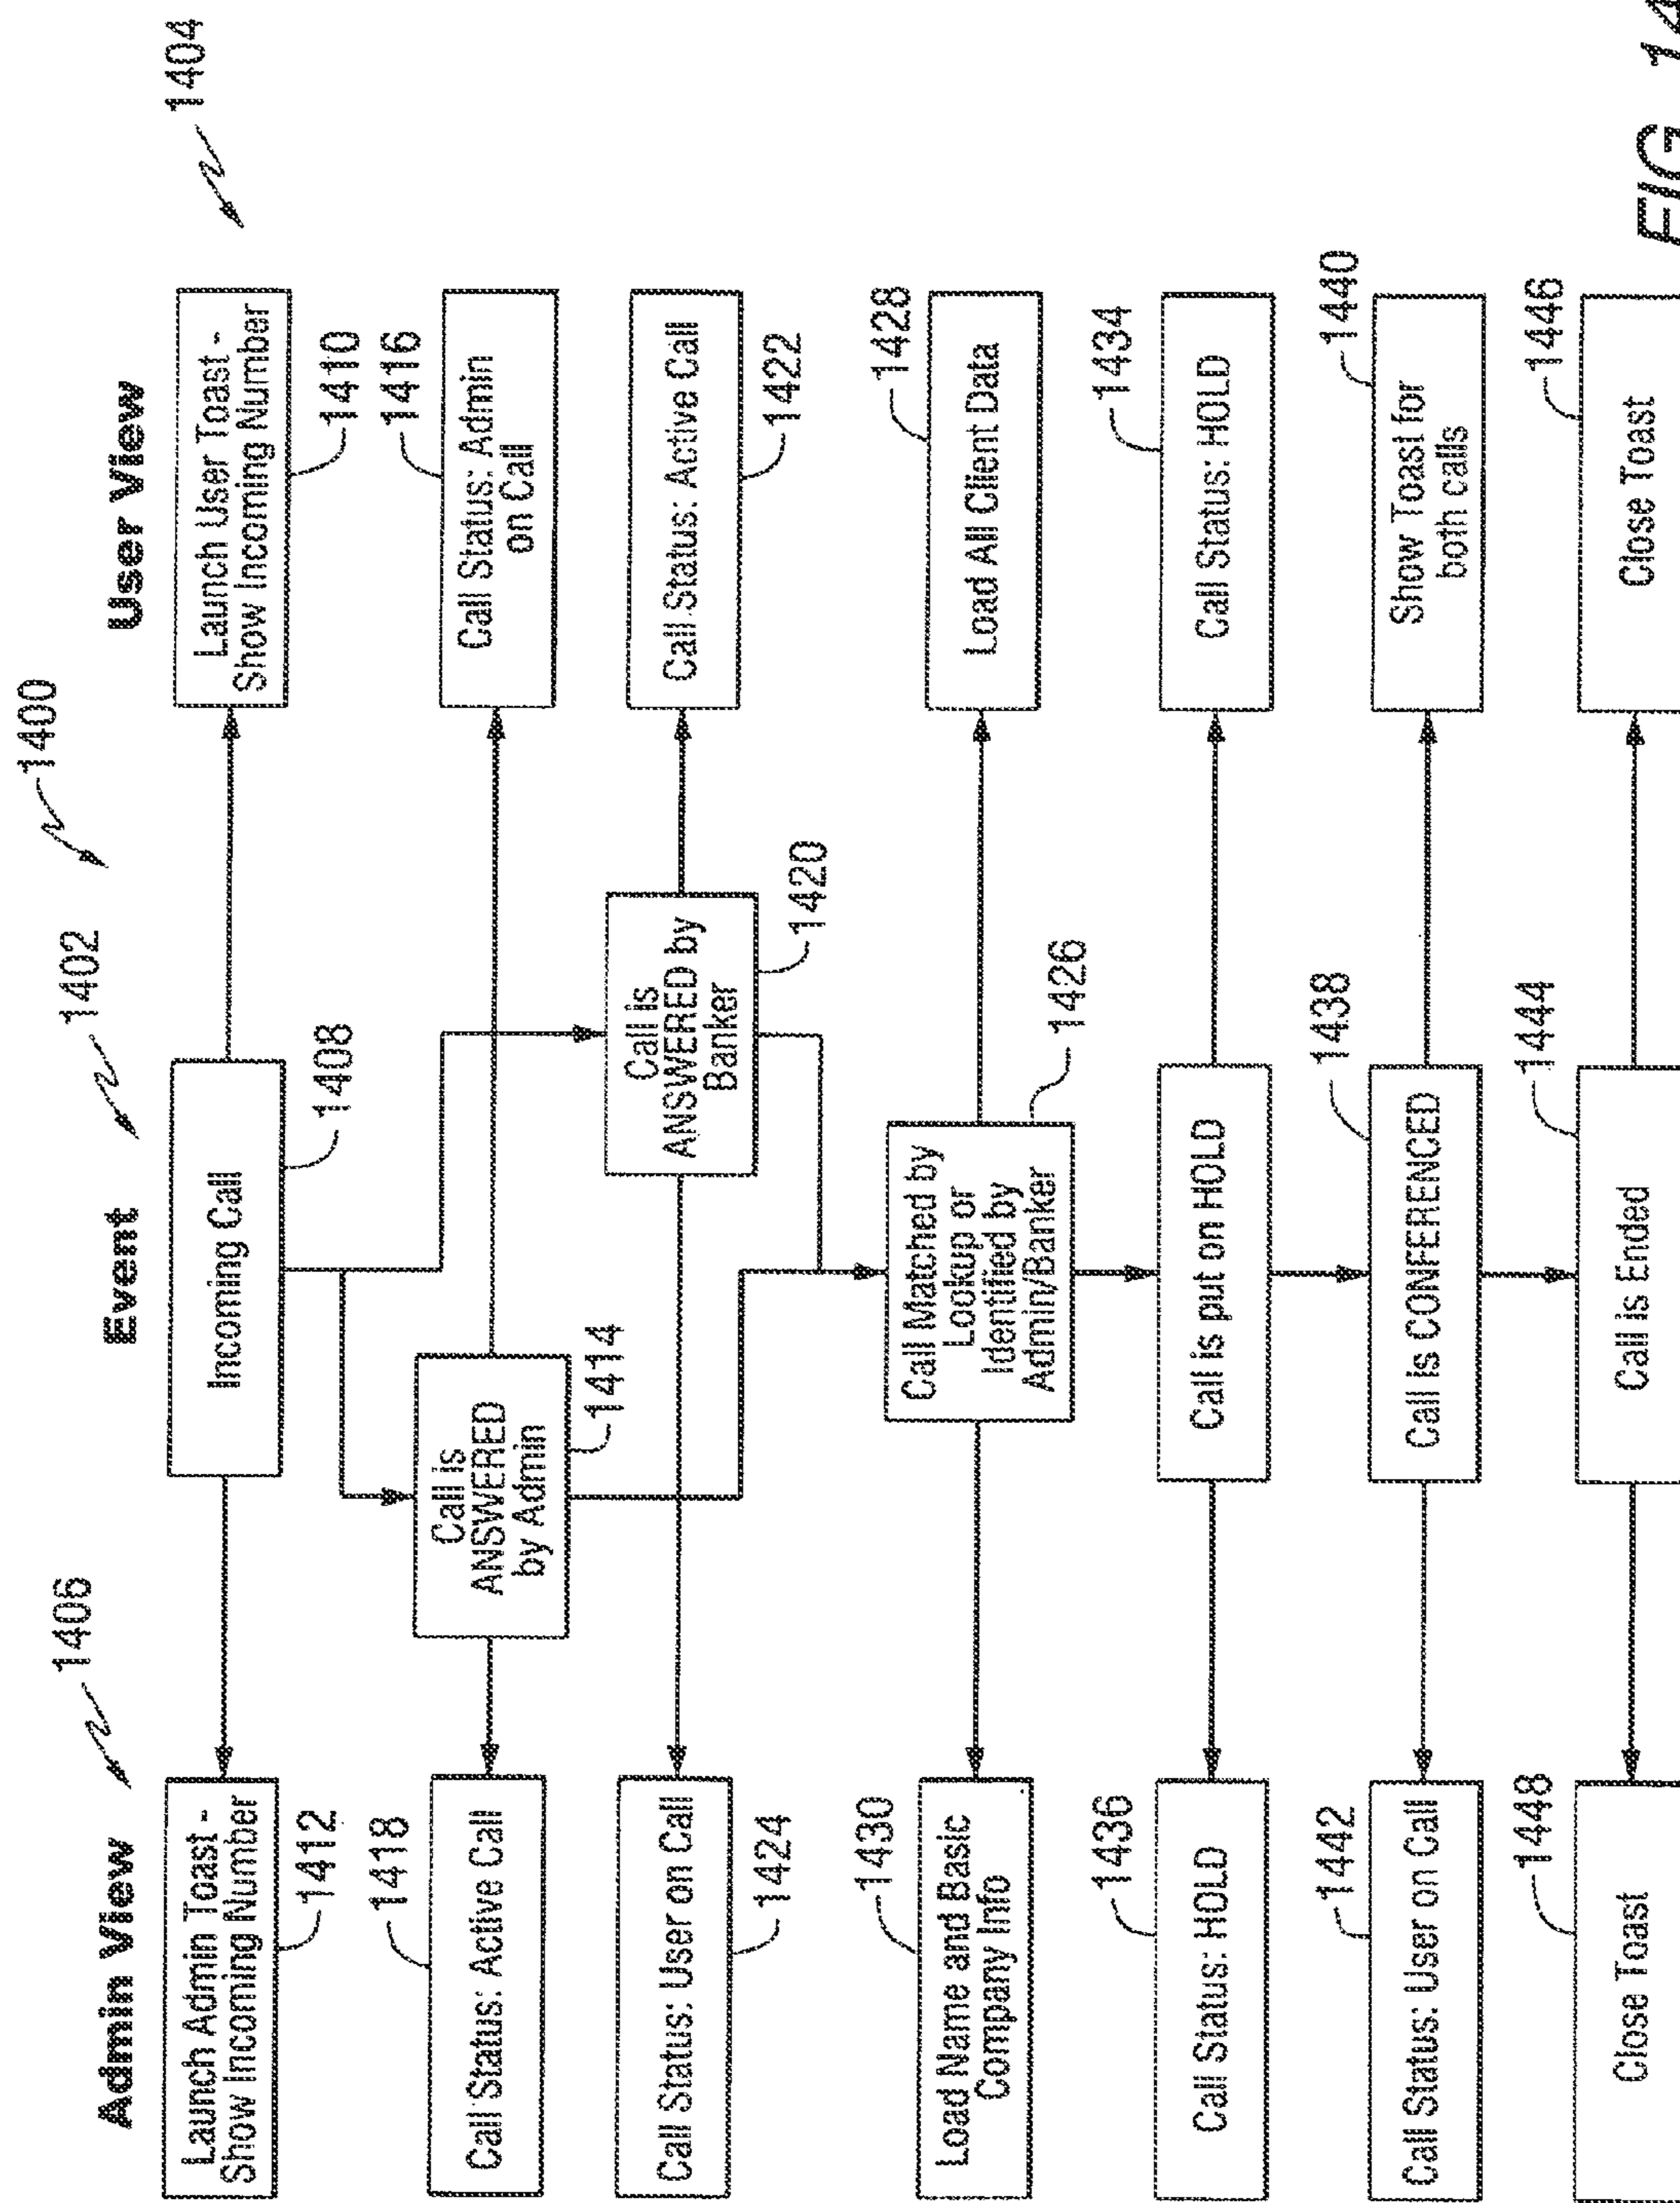 1400
1406
1402
1404
Admin View
Event
User View
Launch Admin Toast -
Show Incoming Number
1412
Incoming Call
1408
Launch User Toast -
Show Incoming Number
1410
1418
Call Status: Active Call
Call is
ANSWERED
by Admin
1414
1416
Call Status: Admin
on Call
Call Status: User on Call
1424
Call is
ANSWERED by
Banker
1420
Call Status: Active Call
1422
1430
Load Name and Basic
Company Info
Call Matched by
Lookup or
Identified by
Admin/Banker
1426
1428
Load All Client Data
1436
Call Status: HOLD
Call is put on HOLD
1434
Call Status: HOLD
1442
Call Status: User on Call
1438
Call is CONFERENCED
1440
Show Toast for
both calls
1448
Close Toast
1444
Call is Ended
1446
Close Toast
FIG. 14